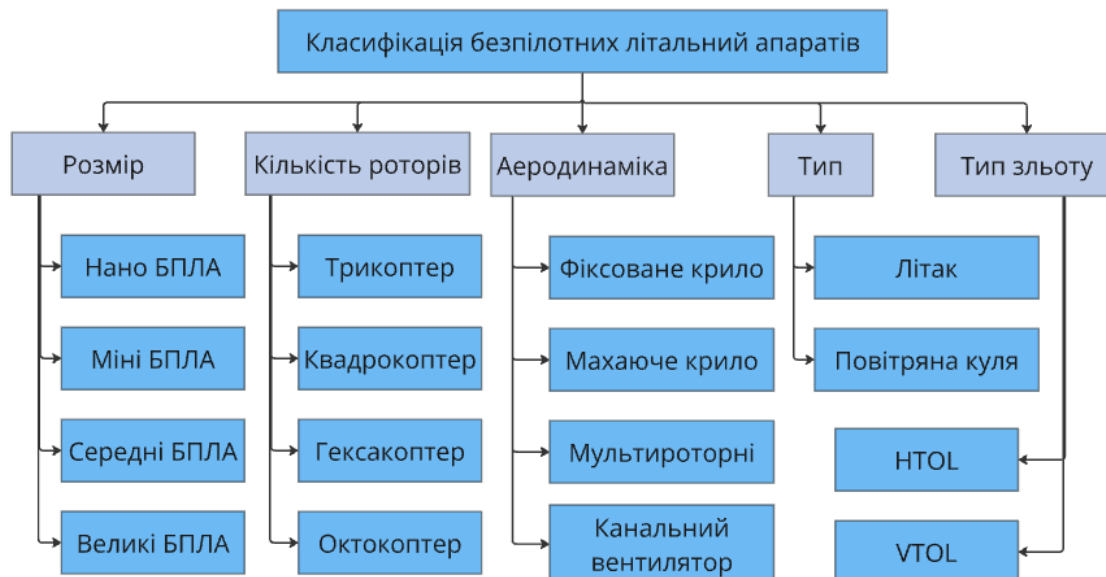 Класифікація безпілотних літальний апаратів
Розмір
Кількість роторів
Аеродинаміка
Тип
Тип зльоту
Нано БПЛА
Трикоптер
Фіксоване крило
Літак
Міні БПЛА
Квадрокоптер
Махаюче крило
Повітряна куля
Середні БПЛА
Гексакоптер
Мультироторні
HTOL
Великі БПЛА
Октокоптер
Канальний
вентилятор
VTOL